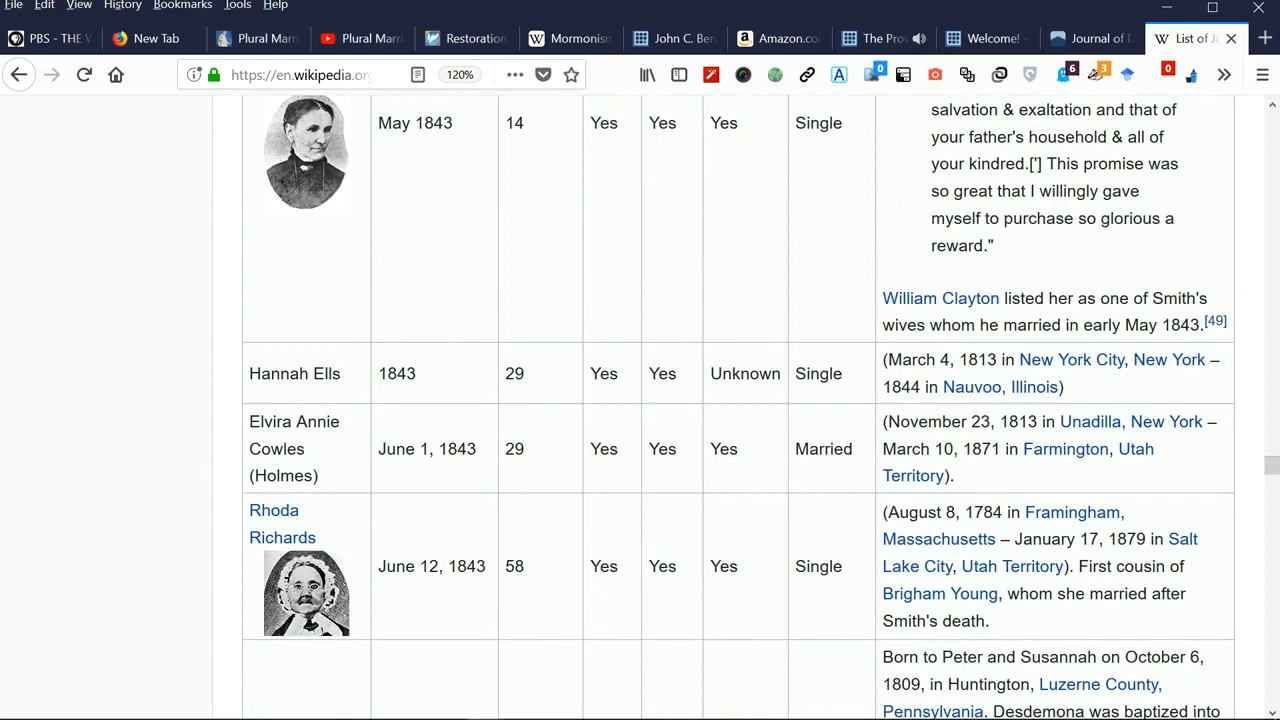 File Edit View History Bookmarks Tools Help
PBS - THE V
New Tab
Plural Marri
Plural Marri
Restoration
Mormonism
John C. Ben
Amazon.co
The Prov
Welcome! -
Journal of D
List of Jo
https://en.wikipedia.org
120%
0
6
3
0
May 1843 14 Yes Yes Yes Single
salvation & exaltation and that of
your father's household & all of
your kindred.['] This promise was
so great that I willingly gave
myself to purchase so glorious a
reward."
William Clayton listed her as one of Smith's
wives whom he married in early May 1843.[49]
Hannah Ells 1843 29 Yes Yes Unknown Single
(March 4, 1813 in New York City, New York –
1844 in Nauvoo, Illinois)
Elvira Annie
Cowles
(Holmes)
June 1, 1843 29 Yes Yes Yes Married
(November 23, 1813 in Unadilla, New York –
March 10, 1871 in Farmington, Utah
Territory).
Rhoda
Richards
June 12, 1843 58 Yes Yes Yes Single
(August 8, 1784 in Framingham,
Massachusetts – January 17, 1879 in Salt
Lake City, Utah Territory). First cousin of
Brigham Young, whom she married after
Smith's death.
Born to Peter and Susannah on October 6,
1809, in Huntington, Luzerne County,
Pennsylvania. Desdemona was baptized into